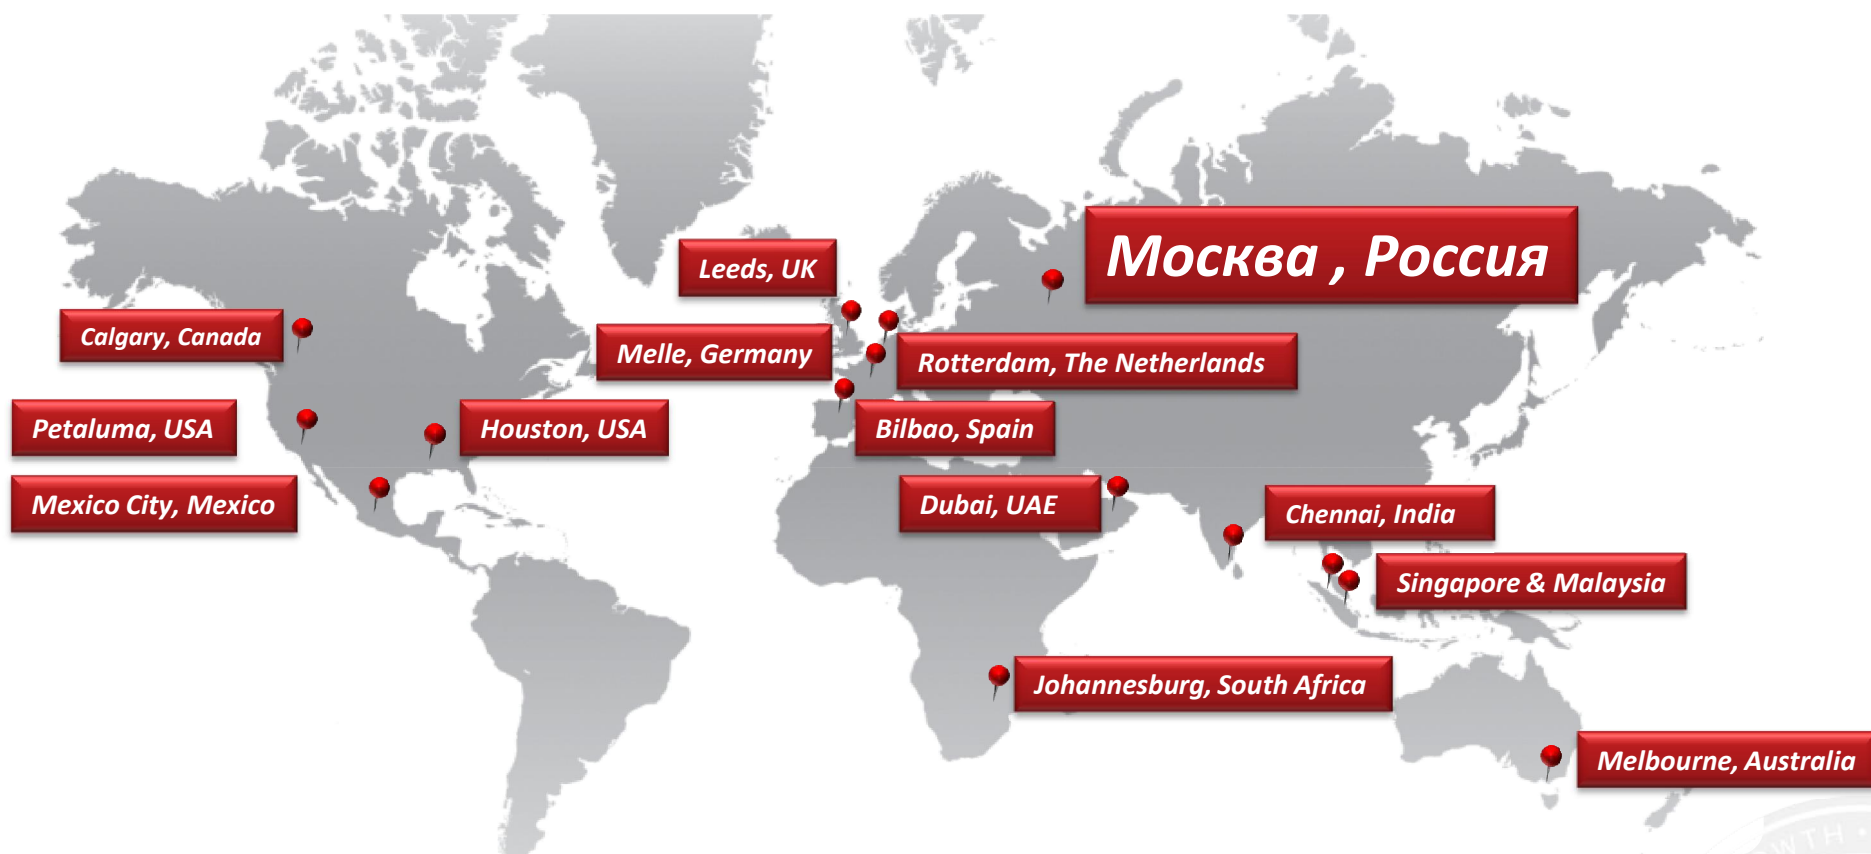 Москва , Россия
Leeds, UK
Calgary, Canada
Melle, Germany
Rotterdam, The Netherlands
Petaluma, USA
Houston, USA
Bilbao, Spain
Mexico City, Mexico
Dubai, UAE
Chennai, India
Singapore & Malaysia
Johannesburg, South Africa
Melbourne, Australia